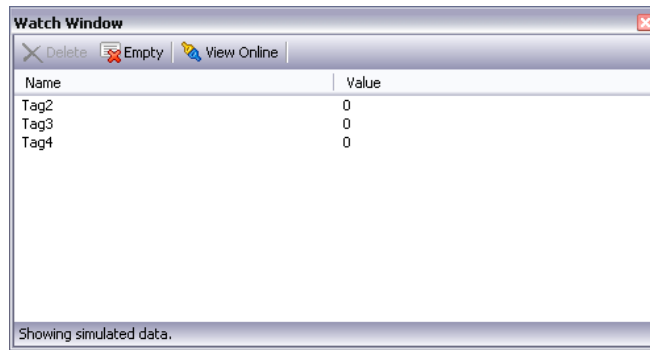 Watch Window
Delete Empty View Online
Name Value
Tag2 0
Tag3 0
Tag4 0
Showing simulated data.